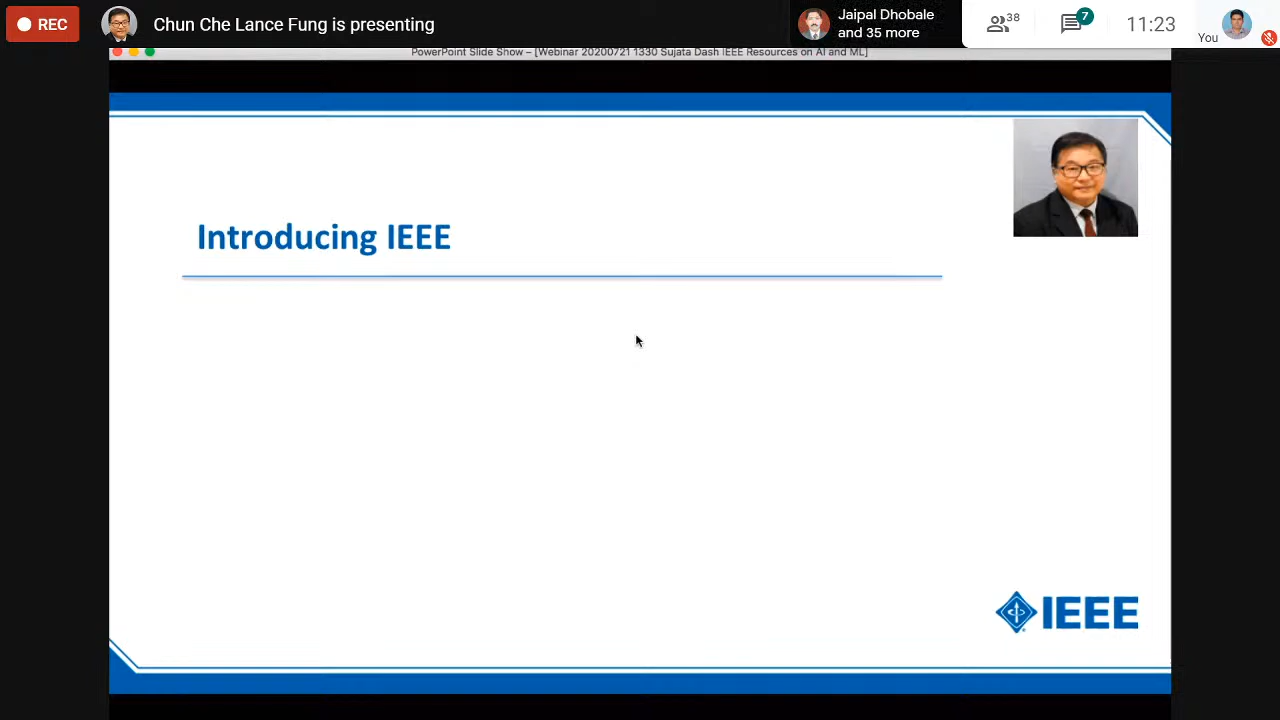 REC
Chun Che Lance Fung is presenting
Jaipal Dhobale
and 35 more
38
7
11:23
You
PowerPoint Slide Show – [Webinar 20200721 1330 Sujata Dash IEEE Resources on AI and ML]
Introducing IEEE
IEEE